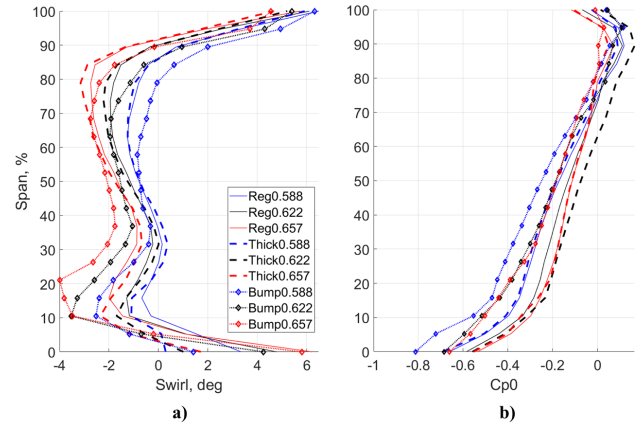 100
90
80
70
60
50
40
30
20
10
0
Span, %
-4
-2
0
2
4
6
Swirl, deg
Reg0.588
Reg0.622
Reg0.657
Thick0.588
Thick0.622
Thick0.657
Bump0.588
Bump0.622
Bump0.657
a)
100
90
80
70
60
50
40
30
20
10
0
-1
-0.8
-0.6
-0.4
-0.2
0
Cp0
b)